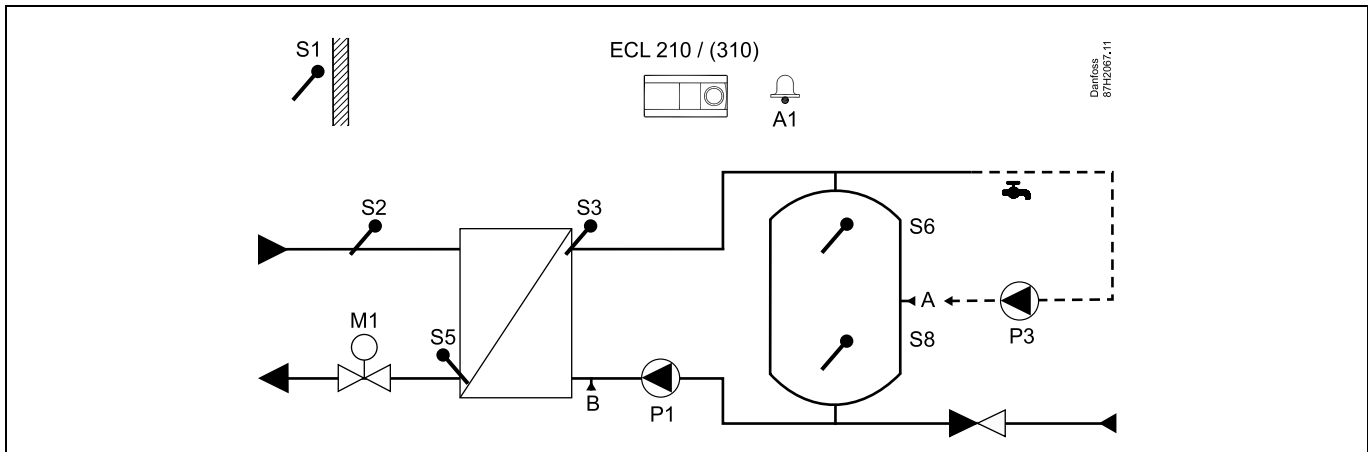 S1
ECL 210 / (310)
A1
Danfoss
87H2067.11
S2
S3
S6
A
P3
M1
S5
S8
B
P1